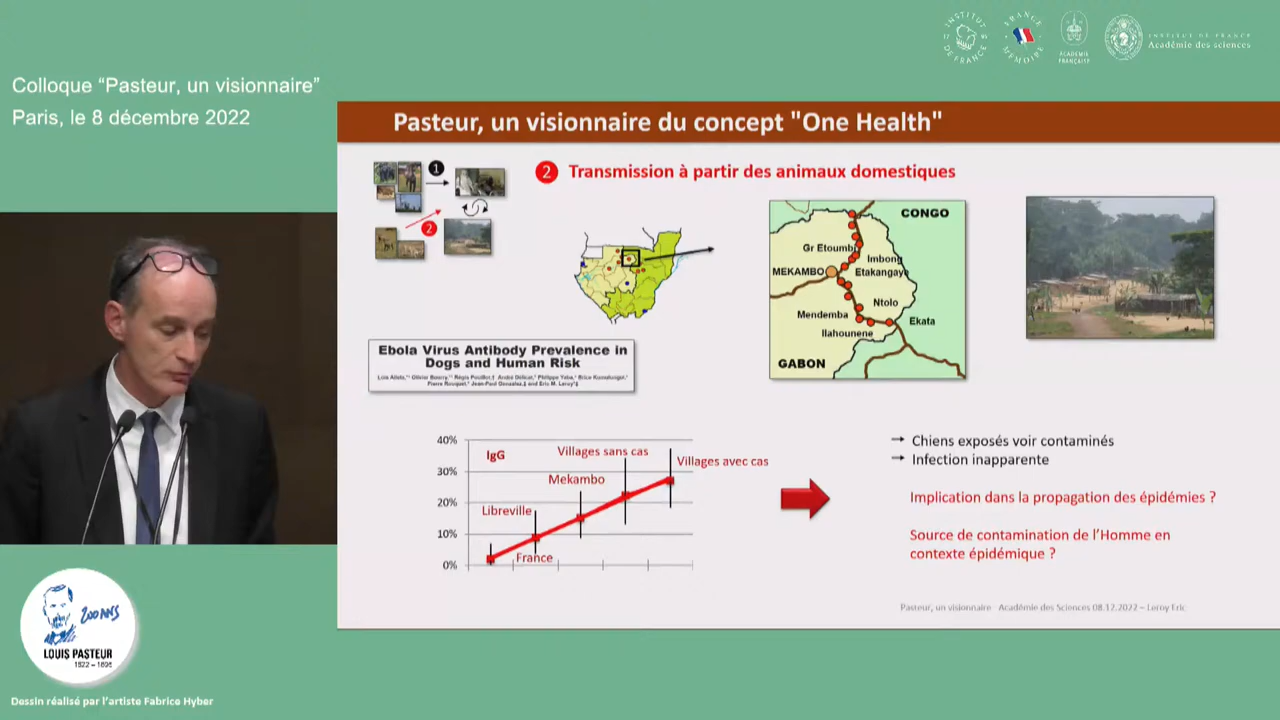 INSTITUT DE FRANCE
FRANCE MÉMOIRE
ACADÉMIE
FRANÇAISE
INSTITUT DE FRANCE
Académie des sciences
Colloque “Pasteur, un visionnaire”
Paris, le 8 décembre 2022
Pasteur, un visionnaire du concept "One Health"
1
2
2 Transmission à partir des animaux domestiques
CONGO
Gr Etoumbi
Imbong
MEKAMBO
Etakangaye
Ntolo
Mendemba
Ekata
Ilahounene
GABON
Ebola Virus Antibody Prevalence in
Dogs and Human Risk
40%
30%
20%
10%
0%
IgG
Villages sans cas
Villages avec cas
Mekambo
Libreville
France
→ Chiens exposés voir contaminés
→ Infection inapparente
Implication dans la propagation des épidémies ?
Source de contamination de l’Homme en
contexte épidémique ?
Pasteur, un visionnaire - Académie des Sciences 08.12.2022 – Leroy Eric
200 ANS
LOUIS PASTEUR
1822 – 1895
Dessin réalisé par l’artiste Fabrice Hyber